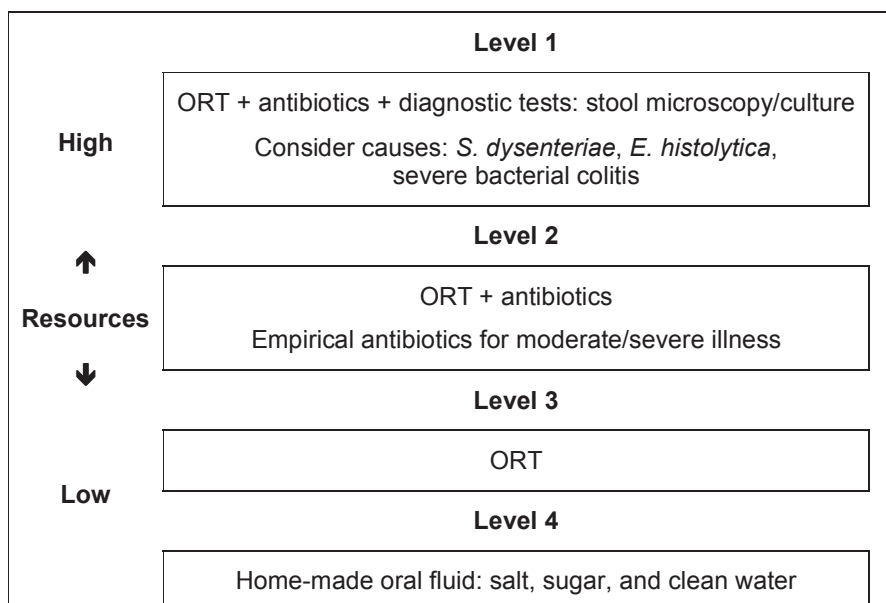 Level 1
ORT + antibiotics + diagnostic tests: stool microscopy/culture
High
Consider causes: S. dysenteriae, E. histolytica,
severe bacterial colitis
Level 2
↑
ORT + antibiotics
Resources
Empirical antibiotics for moderate/severe illness
↓
Level 3
ORT
Low
Level 4
Home-made oral fluid: salt, sugar, and clean water